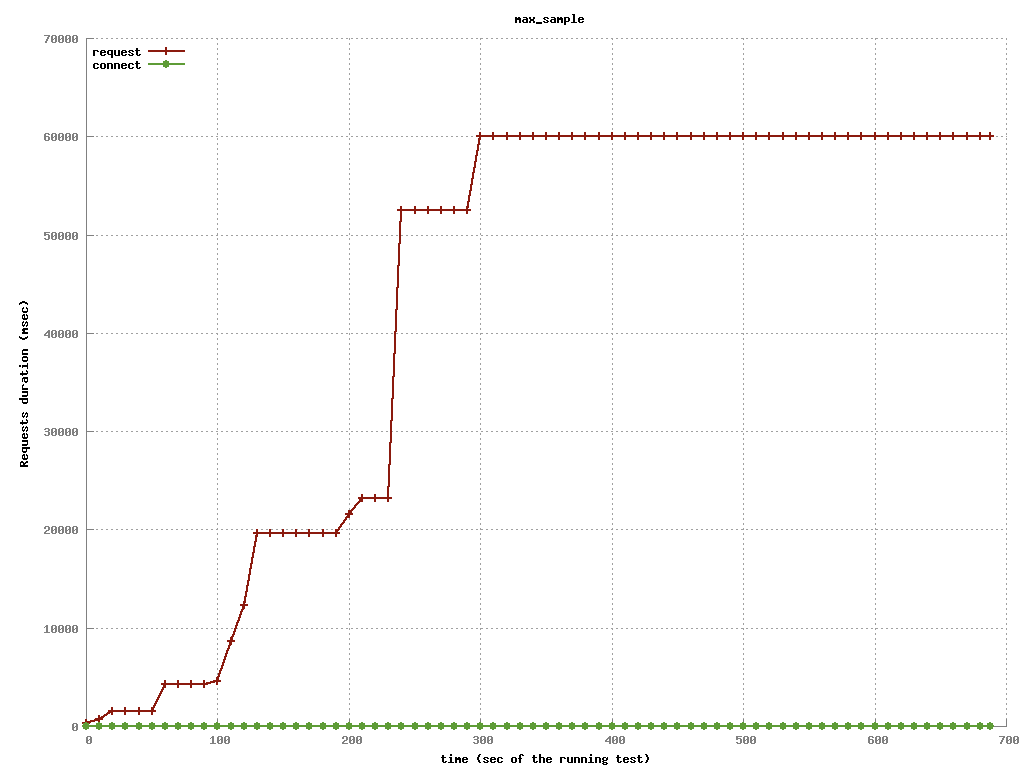 max_sample
request
connect
70000
60000
50000
40000
30000
20000
10000
0
Requests duration (msec)
0 100 200 300 400 500 600 700
time (sec of the running test)